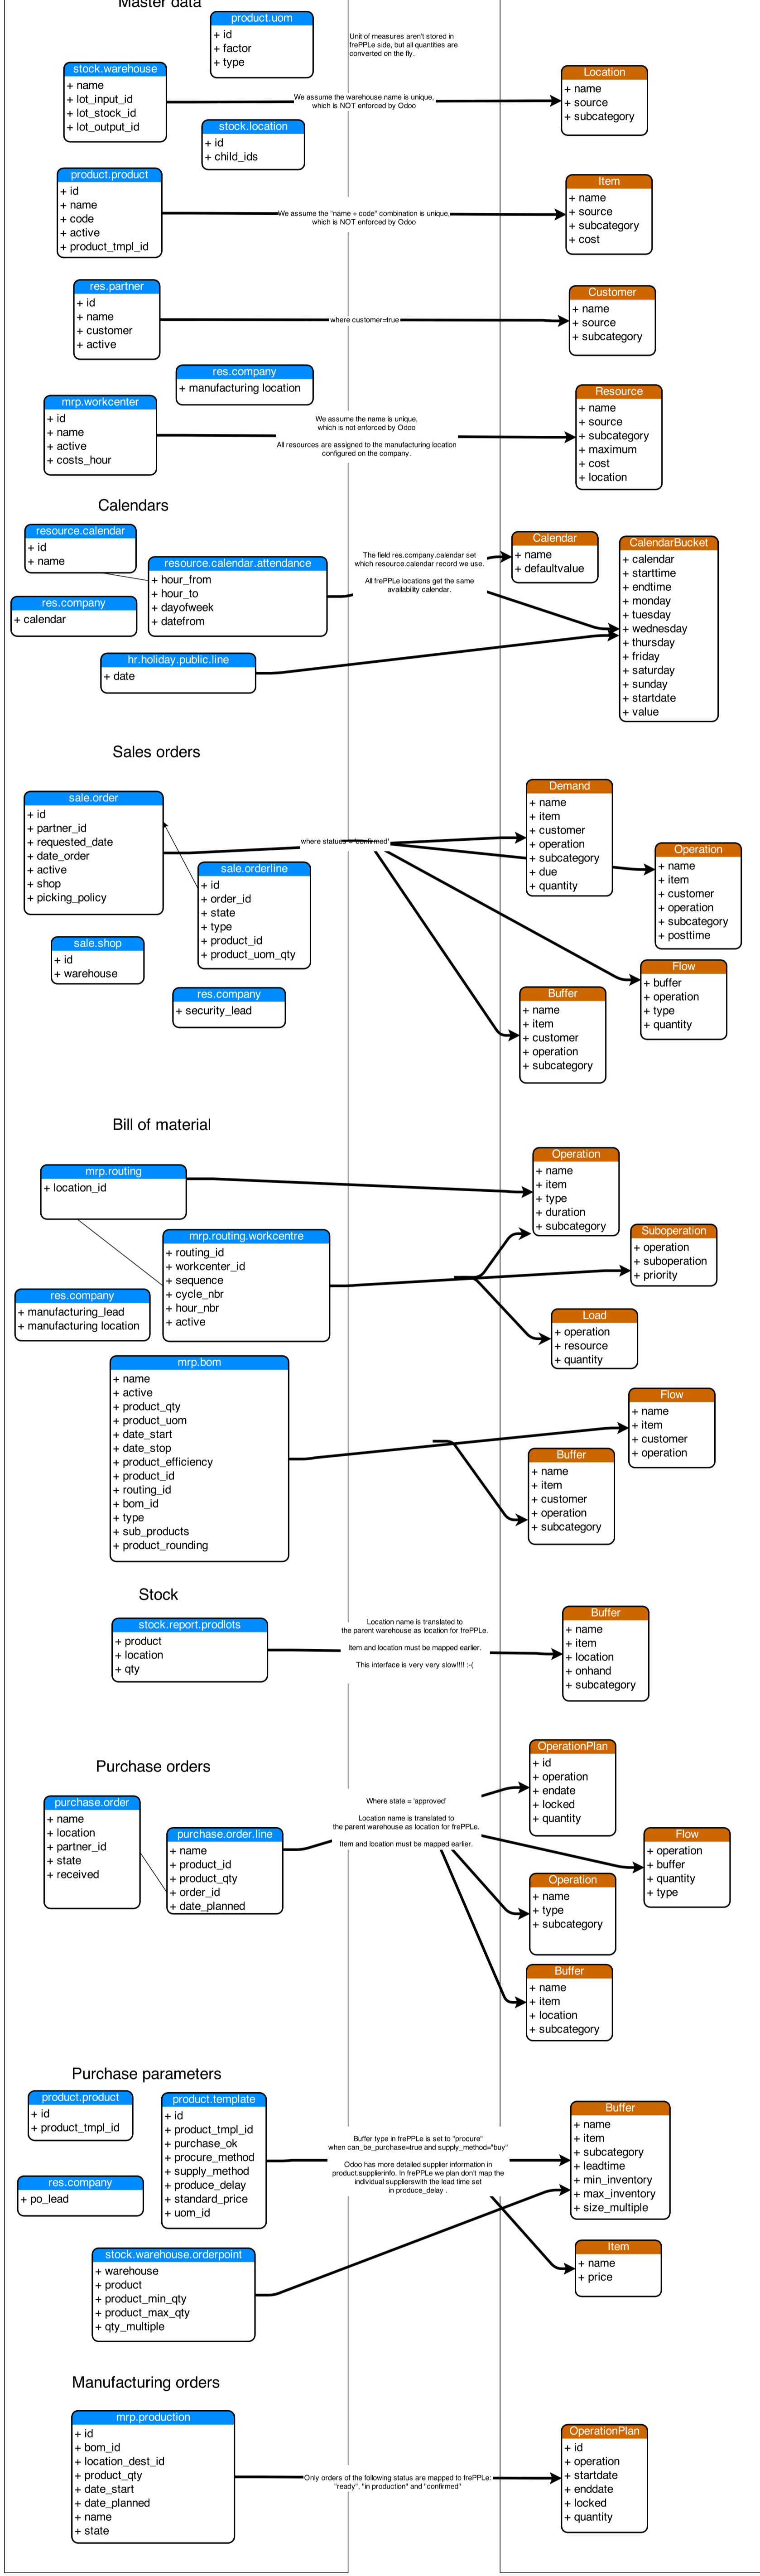 Master data
product.uom
+ id
+ factor
+ type
Unit of measures aren't stored in
frePPLe side, but all quantities are
converted on the fly.
stock.warehouse
+ name
+ lot_input_id
+ lot_stock_id
+ lot_output_id
We assume the warehouse name is unique,
which is NOT enforced by Odoo
Location
+ name
+ source
+ subcategory
stock.location
+ id
+ child_ids
product.product
+ id
+ name
+ code
+ active
+ product_tmpl_id
We assume the "name + code" combination is unique,
which is NOT enforced by Odoo
Item
+ name
+ source
+ subcategory
+ cost
res.partner
+ id
+ name
+ customer
+ active
where customer=true
Customer
+ name
+ source
+ subcategory
res.company
+ manufacturing location
mrp.workcenter
+ id
+ name
+ active
+ costs_hour
We assume the name is unique,
which is not enforced by Odoo
All resources are assigned to the manufacturing location
configured on the company.
Resource
+ name
+ source
+ subcategory
+ maximum
+ cost
+ location
Calendars
resource.calendar
+ id
+ name
resource.calendar.attendance
+ hour_from
+ hour_to
+ dayofweek
+ datefrom
res.company
+ calendar
hr.holiday.public.line
+ date
The field res.company.calendar set
which resource.calendar record we use.
All frePPLe locations get the same
availability calendar.
Calendar
+ name
+ defaultvalue
CalendarBucket
+ calendar
+ starttime
+ endtime
+ monday
+ tuesday
+ wednesday
+ thursday
+ friday
+ saturday
+ sunday
+ startdate
+ value
Sales orders
sale.order
+ id
+ partner_id
+ requested_date
+ date_order
+ active
+ shop
+ picking_policy
where statues = 'confirmed'
sale.orderline
+ id
+ order_id
+ state
+ type
+ product_id
+ product_uom_qty
sale.shop
+ id
+ warehouse
res.company
+ security_lead
Demand
+ name
+ item
+ customer
+ operation
+ subcategory
+ due
+ quantity
Operation
+ name
+ item
+ customer
+ operation
+ subcategory
+ posttime
Flow
+ buffer
+ operation
+ type
+ quantity
Buffer
+ name
+ item
+ customer
+ operation
+ subcategory
Bill of material
mrp.routing
+ location_id
mrp.routing.workcentre
+ routing_id
+ workcenter_id
+ sequence
+ cycle_nbr
+ hour_nbr
+ active
res.company
+ manufacturing_lead
+ manufacturing location
Operation
+ name
+ item
+ type
+ duration
+ subcategory
Suboperation
+ operation
+ suboperation
+ priority
Load
+ operation
+ resource
+ quantity
mrp.bom
+ name
+ active
+ product_qty
+ product_uom
+ date_start
+ date_stop
+ product_efficiency
+ product_id
+ routing_id
+ bom_id
+ type
+ sub_products
+ product_rounding
Flow
+ name
+ item
+ customer
+ operation
Buffer
+ name
+ item
+ customer
+ operation
+ subcategory
Stock
stock.report.prodlots
+ product
+ location
+ qty
Location name is translated to
the parent warehouse as location for frePPLe.
Item and location must be mapped earlier.
This interface is very very slow!!!! :-(
Buffer
+ name
+ item
+ location
+ onhand
+ subcategory
Purchase orders
purchase.order
+ name
+ location
+ partner_id
+ state
+ received
purchase.order.line
+ name
+ product_id
+ product_qty
+ order_id
+ date_planned
Where state = 'approved'
Location name is translated to
the parent warehouse as location for frePPLe.
Item and location must be mapped earlier.
OperationPlan
+ id
+ operation
+ endate
+ locked
+ quantity
Flow
+ operation
+ buffer
+ quantity
+ type
Operation
+ name
+ type
+ subcategory
Buffer
+ name
+ item
+ location
+ subcategory
Purchase parameters
product.product
+ id
+ product_tmpl_id
product.template
+ id
+ product_tmpl_id
+ purchase_ok
+ procure_method
+ supply_method
+ produce_delay
+ standard_price
+ uom_id
res.company
+ po_lead
Buffer type in frePPLe is set to "procure"
when can_be_purchase=true and supply_method="buy"
Odoo has more detailed supplier information in
product.supplierinfo. In frePPLe we plan don't map the
individual supplierswith the lead time set
in produce_delay .
Buffer
+ name
+ item
+ subcategory
+ leadtime
+ min_inventory
+ max_inventory
+ size_multiple
stock.warehouse.orderpoint
+ warehouse
+ product
+ product_min_qty
+ product_max_qty
+ qty_multiple
Item
+ name
+ price
Manufacturing orders
mrp.production
+ id
+ bom_id
+ location_dest_id
+ product_qty
+ date_start
+ date_planned
+ name
+ state
Only orders of the following status are mapped to frePPLe:
"ready", "in production" and "confirmed"
OperationPlan
+ id
+ operation
+ startdate
+ enddate
+ locked
+ quantity